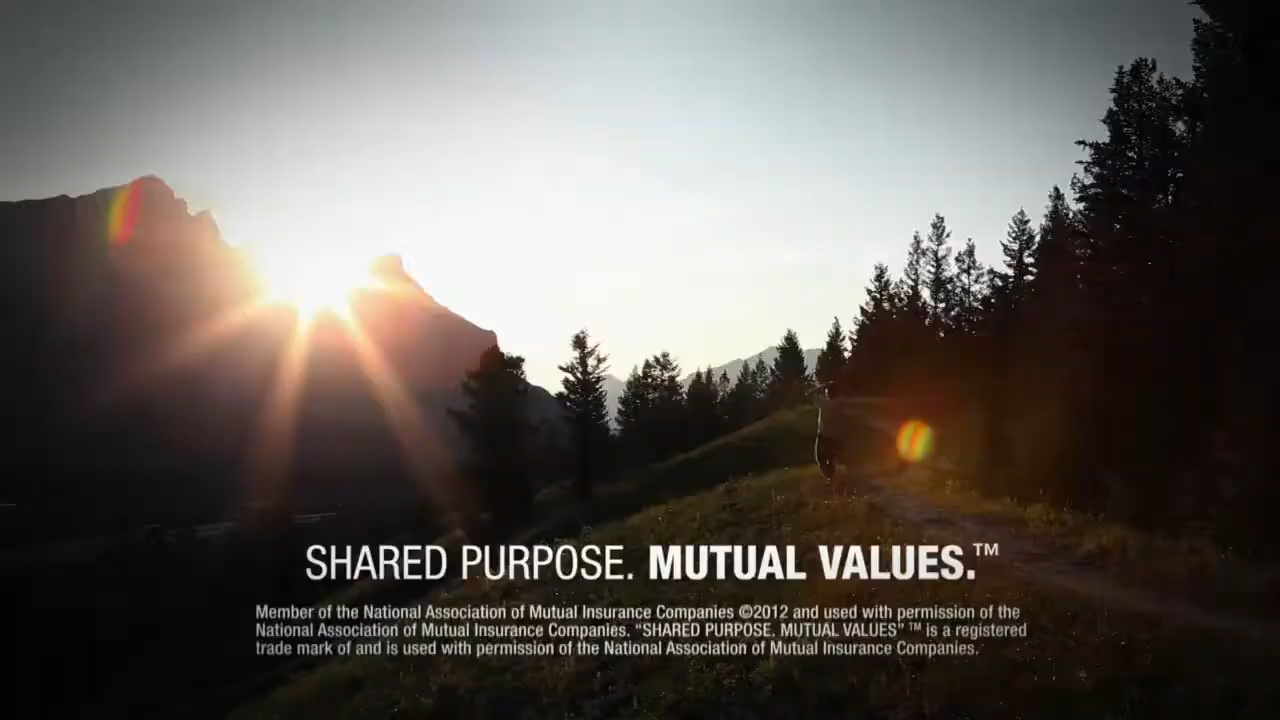 SHARED PURPOSE. MUTUAL VALUES.™
Member of the National Association of Mutual Insurance Companies ©2012 and used with permission of the
National Association of Mutual Insurance Companies. “SHARED PURPOSE. MUTUAL VALUES” ™ is a registered
trade mark of and is used with permission of the National Association of Mutual Insurance Companies.